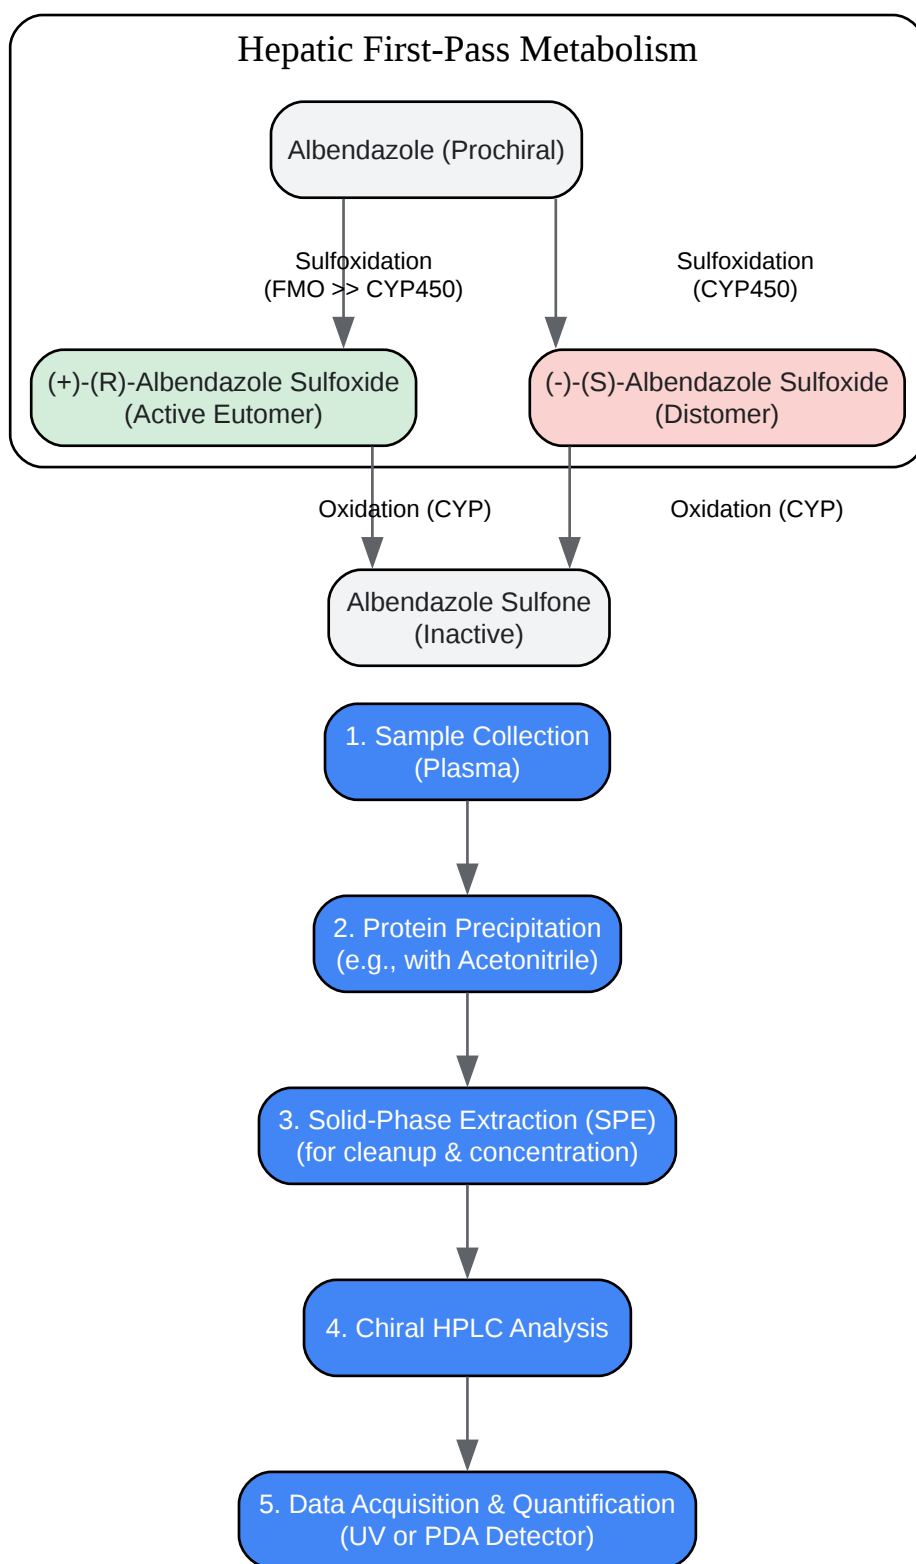 Hepatic First-Pass Metabolism
Albendazole (Prochiral)
Sulfoxidation
(FMO >> CYP450)
Sulfoxidation
(CYP450)
(+)-(R)-Albendazole Sulfoxide
(Active Eutomer)
(-)-(S)-Albendazole Sulfoxide
(Distomer)
Oxidation (CYP)
Oxidation (CYP)
Albendazole Sulfone
(Inactive)
1. Sample Collection
(Plasma)
2. Protein Precipitation
(e.g., with Acetonitrile)
3. Solid-Phase Extraction (SPE)
(for cleanup & concentration)
4. Chiral HPLC Analysis
5. Data Acquisition & Quantification
(UV or PDA Detector)